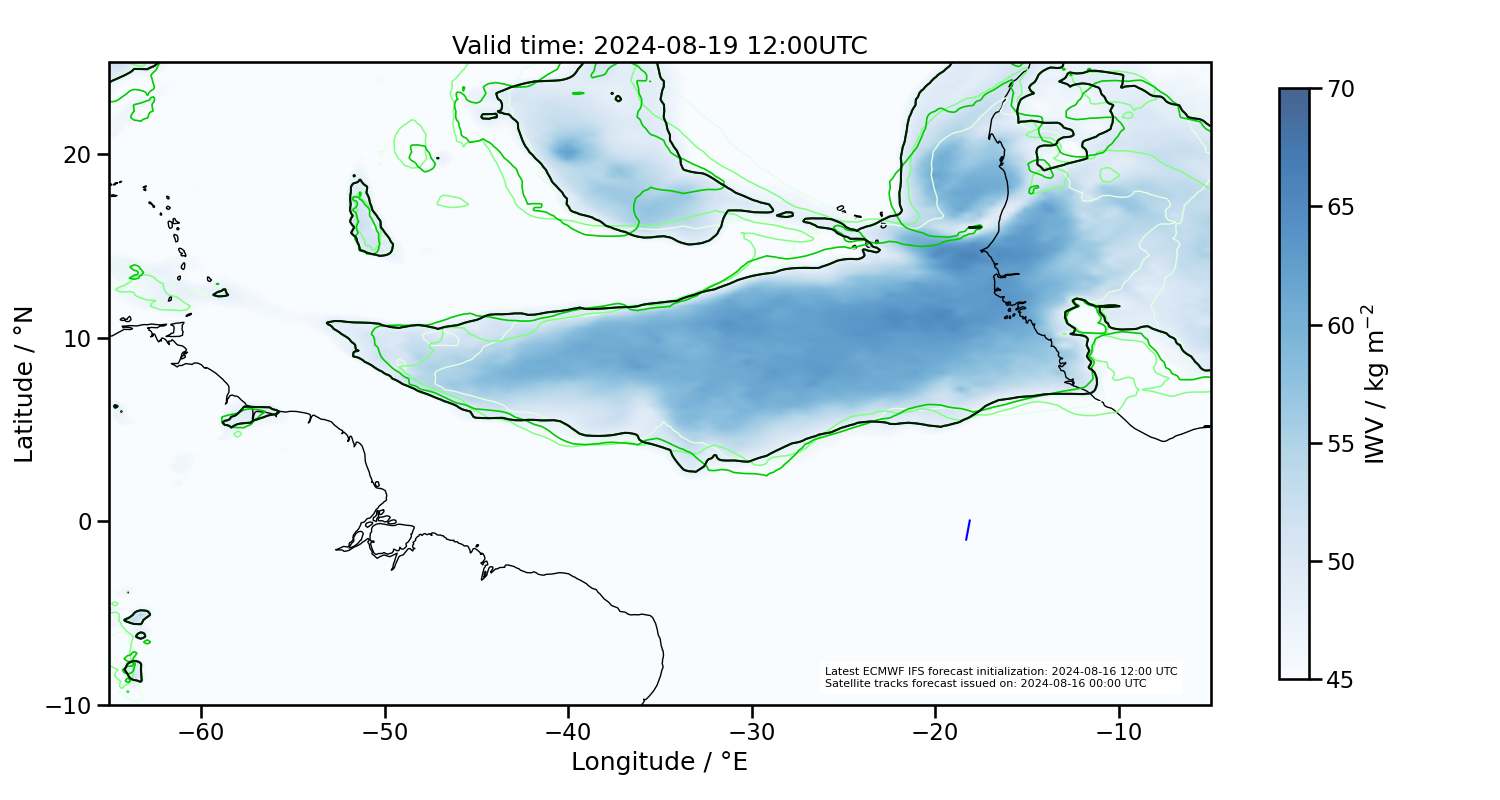 Valid time: 2024-08-19 12:00UTC
70
65
60
55
50
45
IWV / kg m⁻²
20
10
0
−10
Latitude / °N
Latest ECMWF IFS forecast initialization: 2024-08-16 12:00 UTC
Satellite tracks forecast issued on: 2024-08-16 00:00 UTC
−60
−50
−40
−30
−20
−10
Longitude / °E